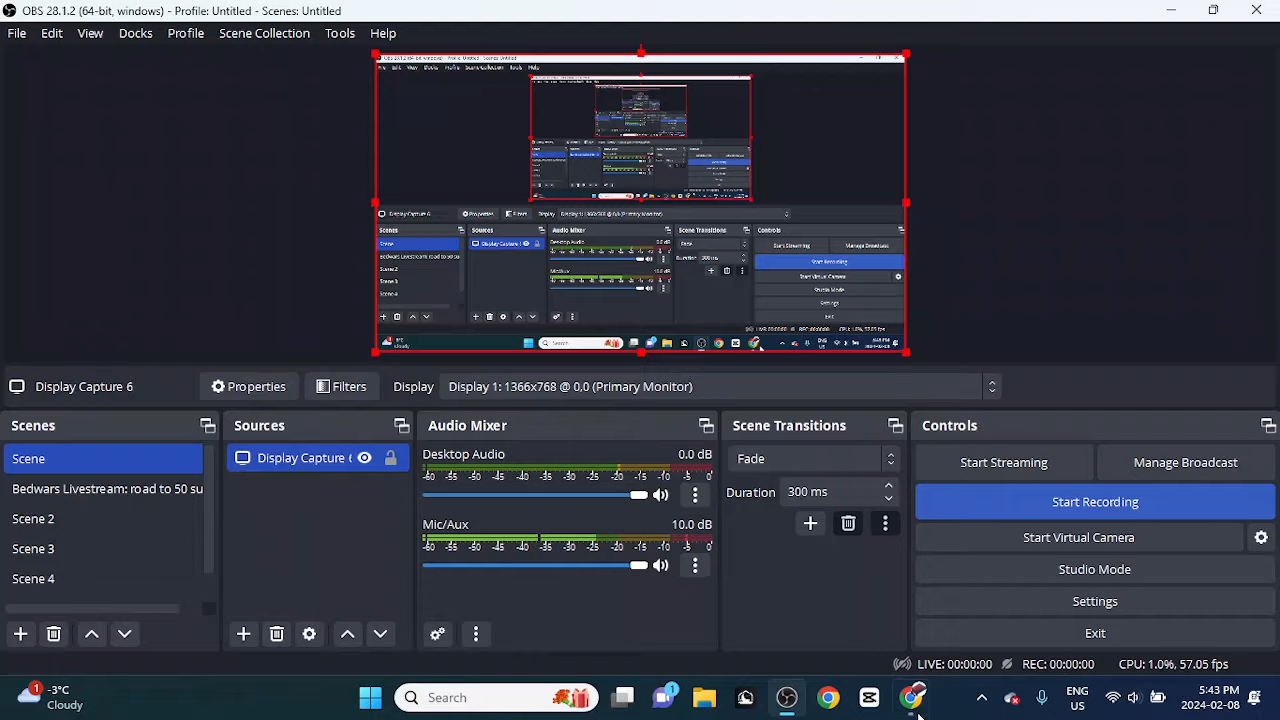 OBS 28.1.2 (64-bit, windows) - Profile: Untitled - Scenes: Untitled
File Edit View Docks Profile Scene Collection Tools Help
Display Capture 6 Properties Filters Display Display 1: 1366x768 @ 0,0 (Primary Monitor)
Scenes Sources Audio Mixer Scene Transitions Controls
Scene
Bedwars Livestream: road to 50 su
Scene 2
Scene 3
Scene 4
Display Capture 6
Desktop Audio 0.0 dB
-60 -55 -50 -45 -40 -35 -30 -25 -20 -15 -10 -5 0
Mic/Aux 10.0 dB
-60 -55 -50 -45 -40 -35 -30 -25 -20 -15 -10 -5 0
Fade
Duration 300 ms
Start Streaming Manage Broadcast
Start Recording
Start Virtual Camera
Studio Mode
Settings
Exit
LIVE: 00:00:00 REC: 00:00:00 CPU: 1.0%, 57.05 fps
1
-3°C
Cloudy
Search
1
ENG
US